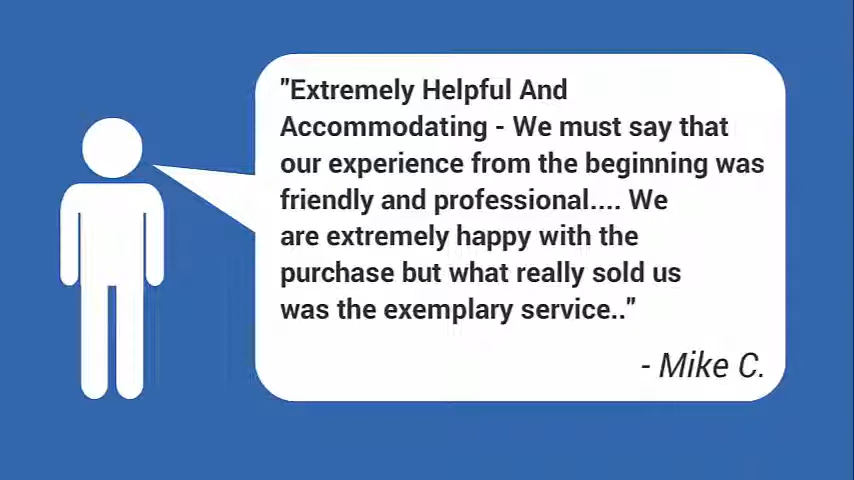 "Extremely Helpful And
Accommodating - We must say that
our experience from the beginning was
friendly and professional.... We
are extremely happy with the
purchase but what really sold us
was the exemplary service.."
- Mike C.